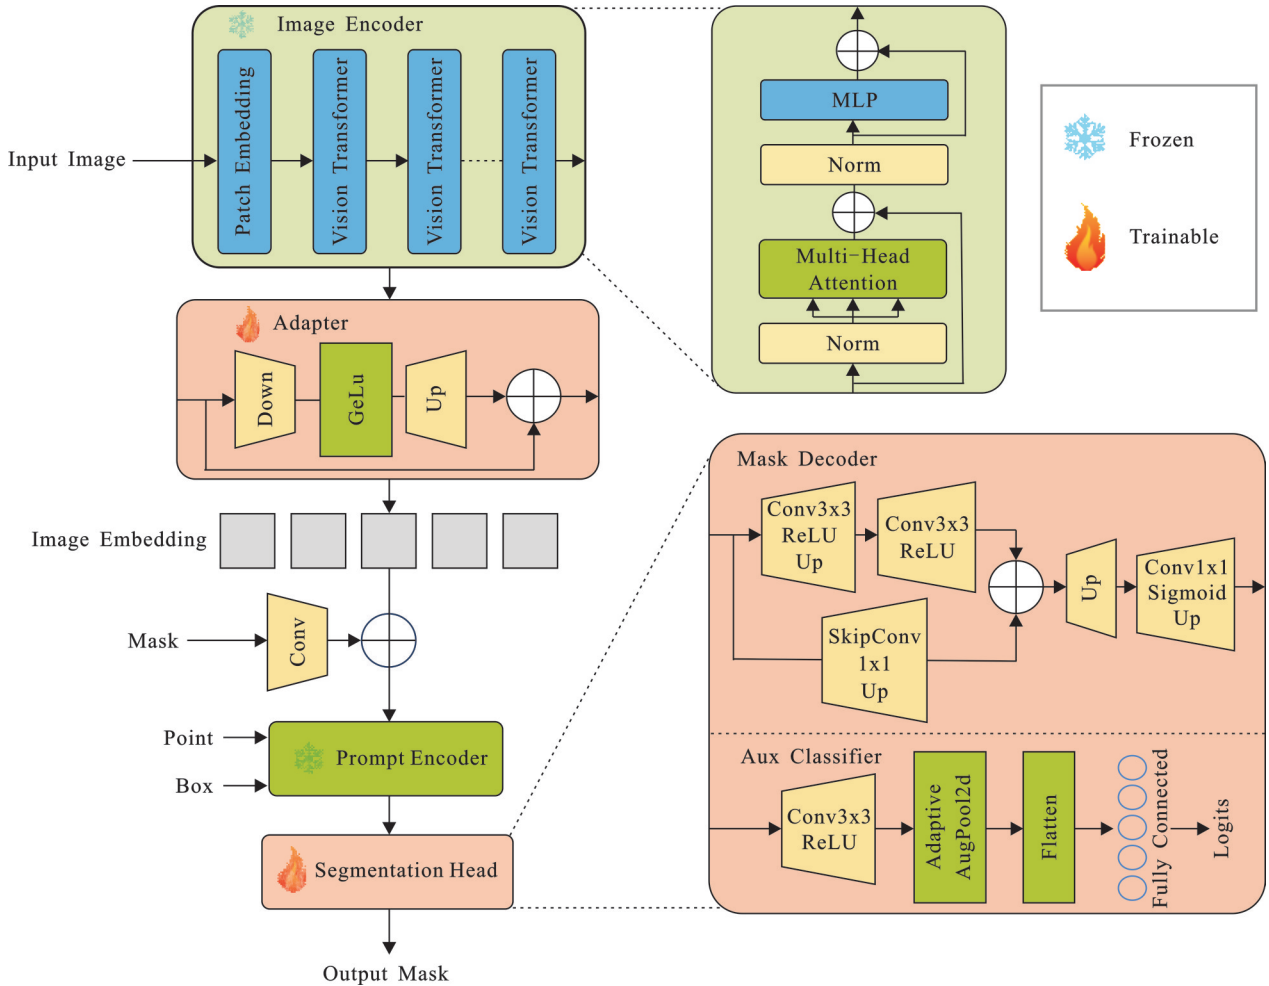 Image Encoder
Patch Embedding
Vision Transformer
Vision Transformer
Vision Transformer
Input Image
Adapter
Down
GeLu
Up
Image Embedding
Mask
Conv
Point
Box
Prompt Encoder
Segmentation Head
Output Mask
MLP
Norm
Multi-Head
Attention
Norm
Frozen
Trainable
Mask Decoder
Conv3x3
ReLU
Up
Conv3x3
ReLU
SkipConv
1x1
Up
Up
Conv1x1
Sigmoid
Up
Aux Classifier
Conv3x3
ReLU
Adaptive
AugPool2d
Flatten
Fully Connected
Logits